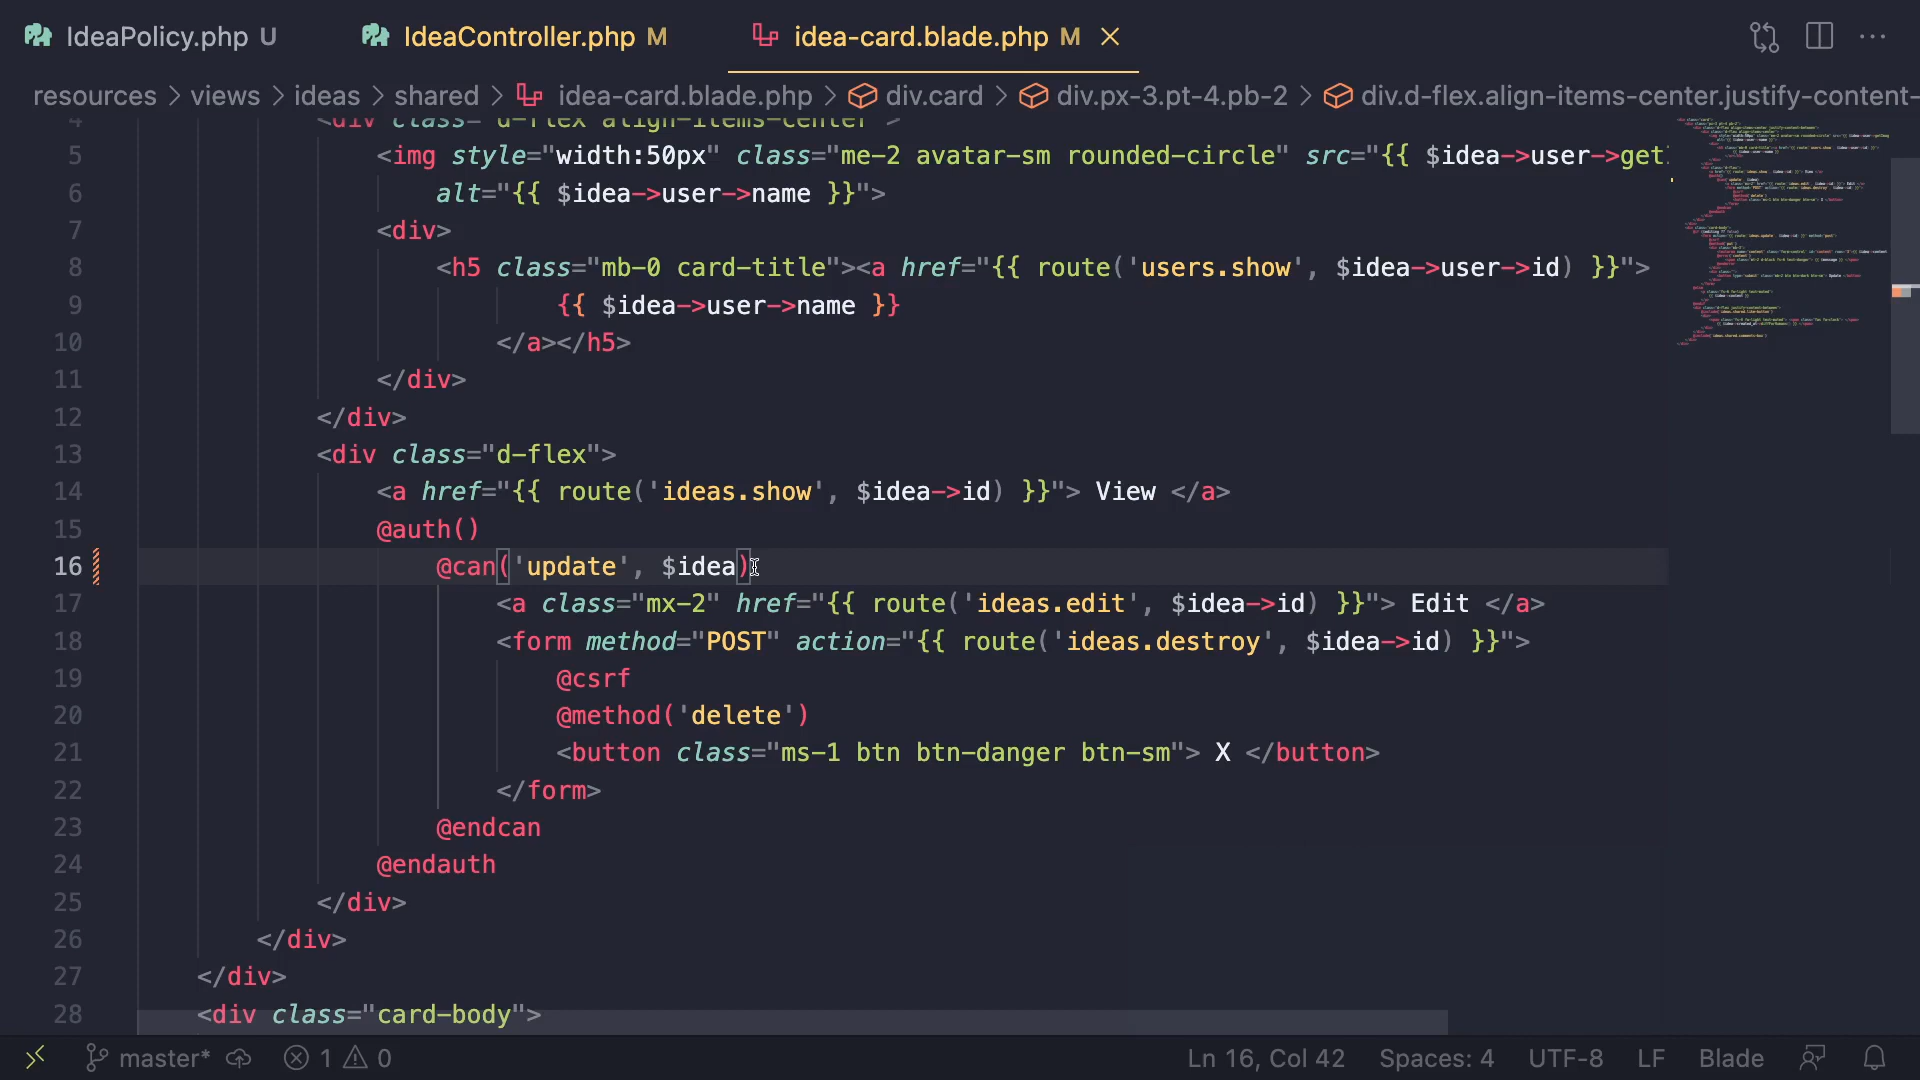 IdeaPolicy.php U
IdeaController.php M
idea-card.blade.php M
resources > views > ideas > shared > idea-card.blade.php > div.card > div.px-3.pt-4.pb-2 > div.d-flex.align-items-center.justify-content-
4 <div class="d-flex align-items-center">
5 <img style="width:50px" class="me-2 avatar-sm rounded-circle" src="{{ $idea->user->get
6 alt="{{ $idea->user->name }}">
7 <div>
8 <h5 class="mb-0 card-title"><a href="{{ route('users.show', $idea->user->id) }}">
9 {{ $idea->user->name }}
10 </a></h5>
11 </div>
12 </div>
13 <div class="d-flex">
14 <a href="{{ route('ideas.show', $idea->id) }}"> View </a>
15 @auth()
16 @can('update', $idea)
17 <a class="mx-2" href="{{ route('ideas.edit', $idea->id) }}"> Edit </a>
18 <form method="POST" action="{{ route('ideas.destroy', $idea->id) }}">
19 @csrf
20 @method('delete')
21 <button class="ms-1 btn btn-danger btn-sm"> X </button>
22 </form>
23 @endcan
24 @endauth
25 </div>
26 </div>
27 </div>
28 <div class="card-body">
master* 1 0 Ln 16, Col 42 Spaces: 4 UTF-8 LF Blade